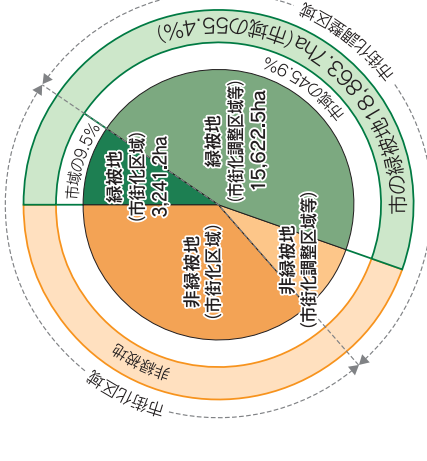 市街化調整区域
市の緑被地18,863.7ha(市域の55.4%)
市域の45.9%
緑被地
(市街化調整区域等)
15,622.5ha
市域の9.5%
緑被地
(市街化区域)
3,241.2ha
非緑被地
(市街化区域)
非緑被地
(市街化調整区域等)
非緑被地
市街化区域